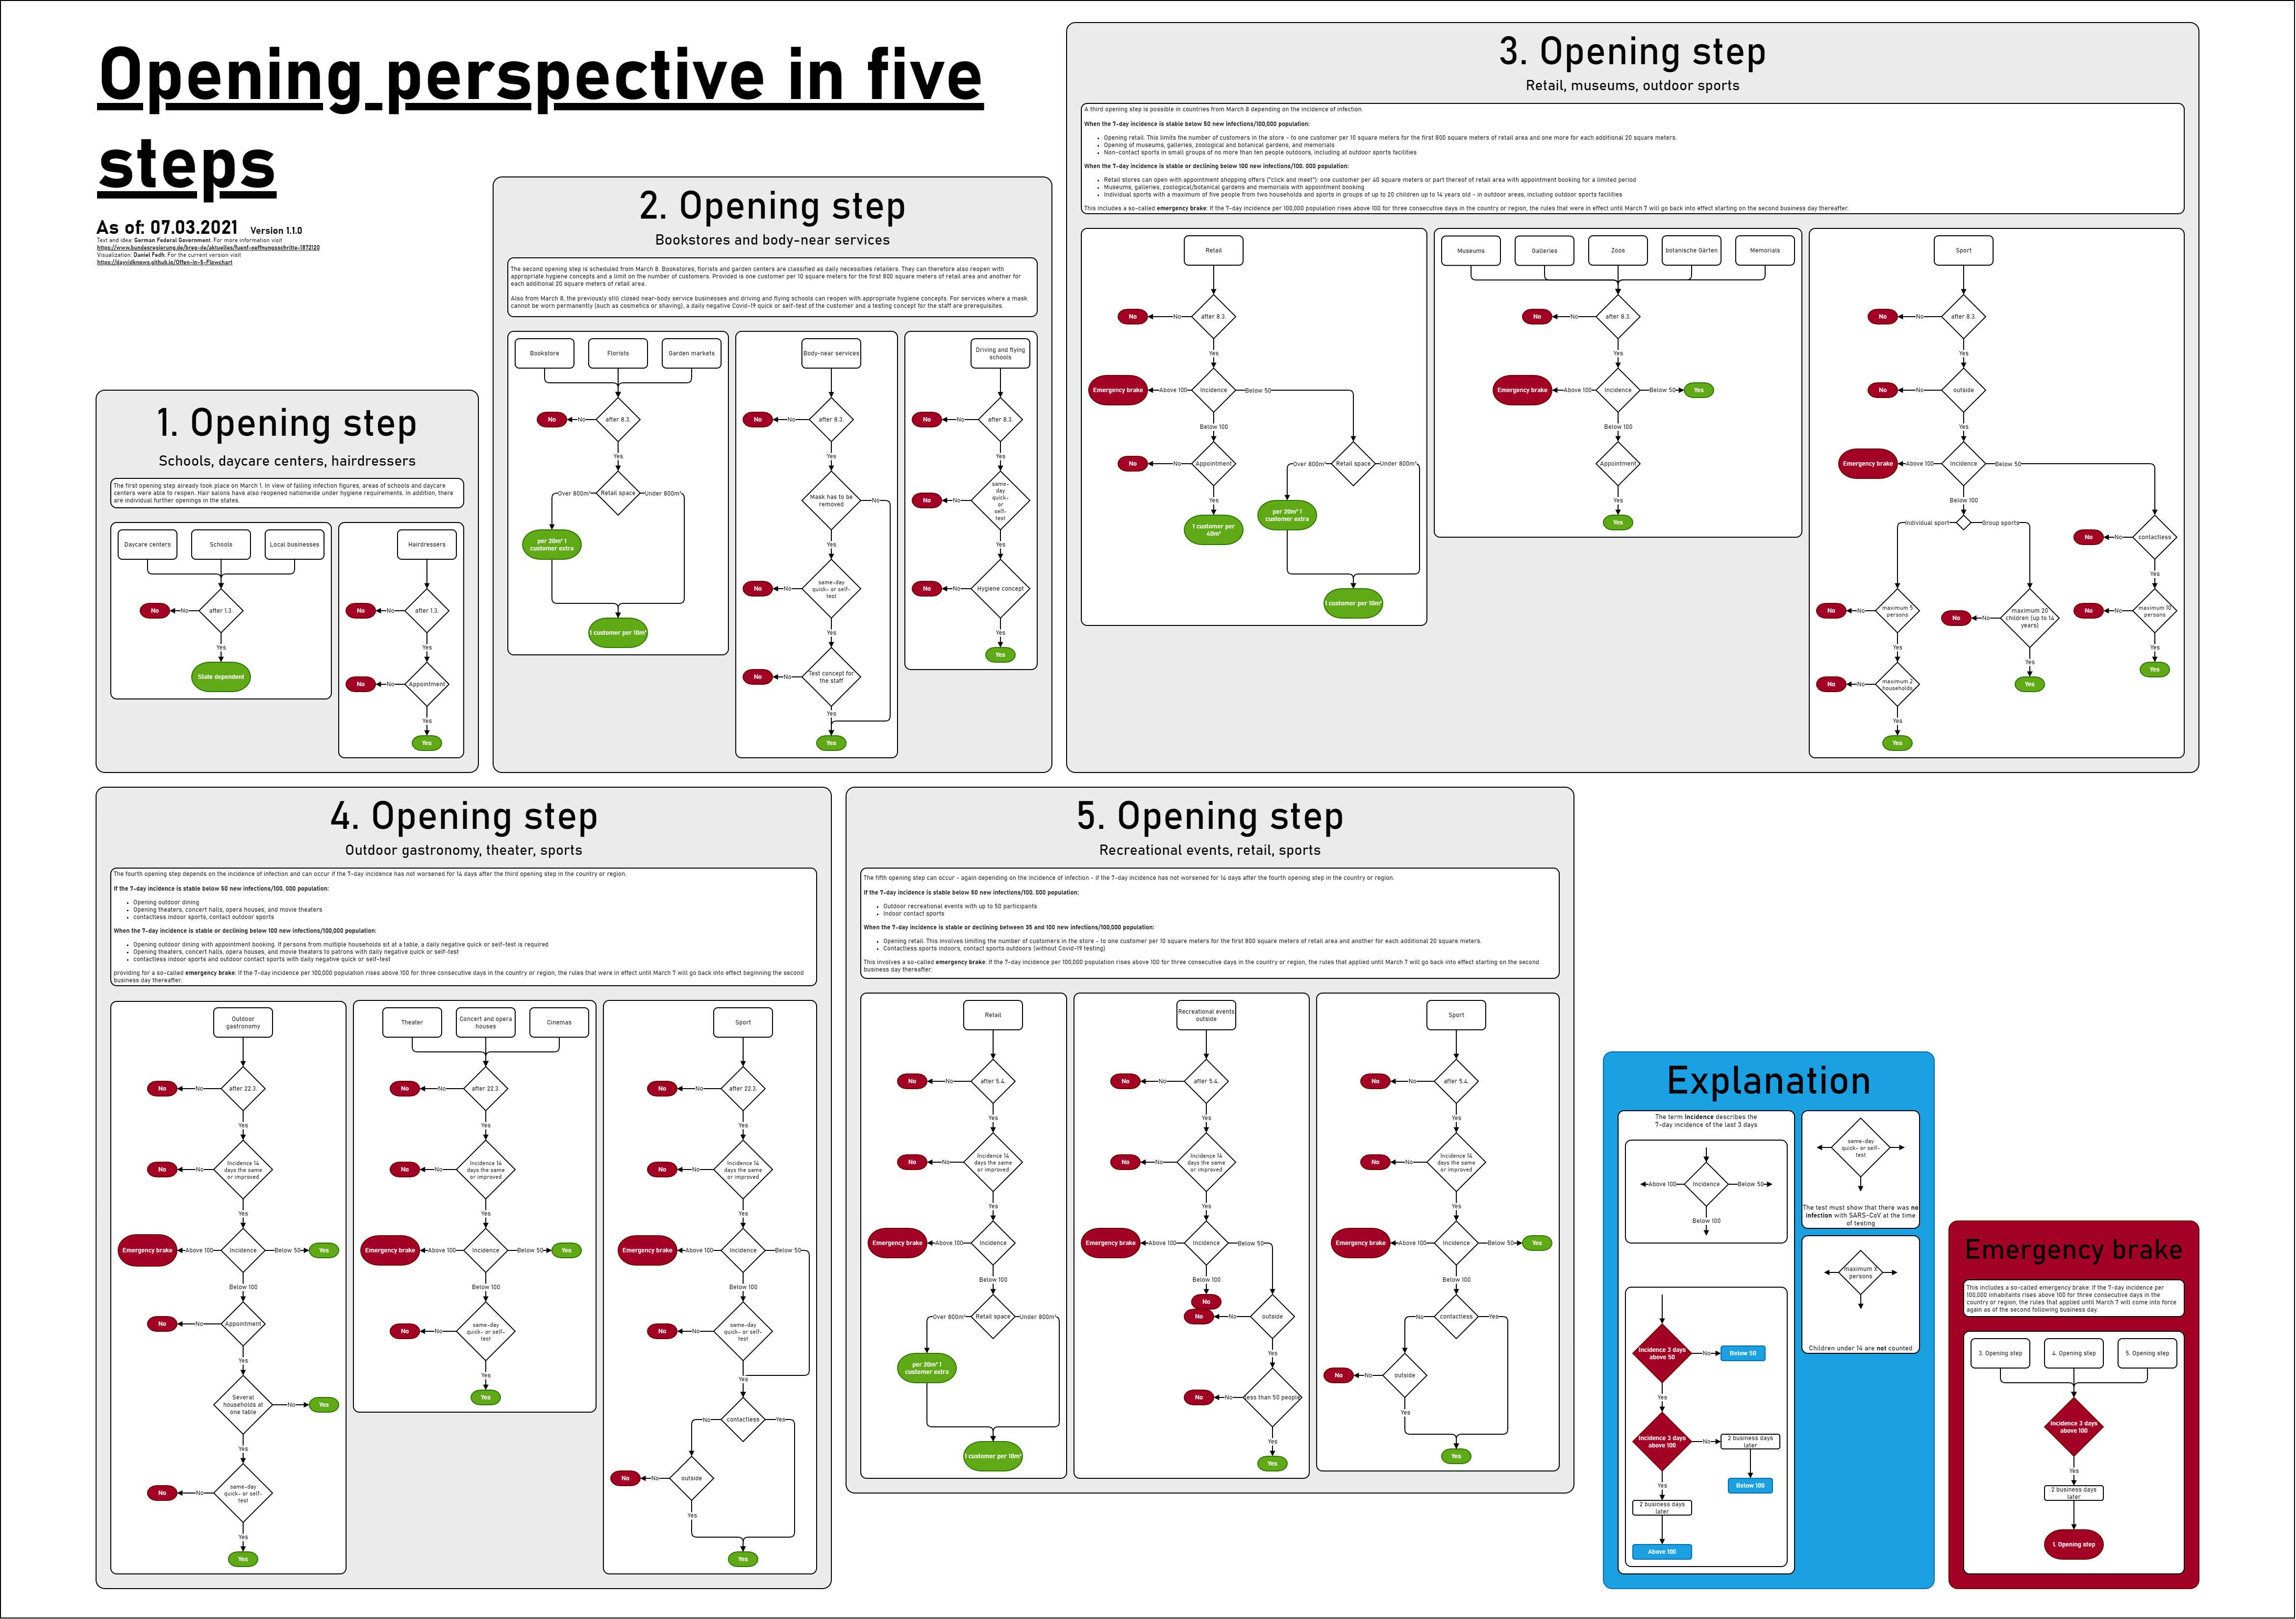 Opening perspective in five
steps
As of: 07.03.2021 Version 1.1.0
Text and idea: German Federal Government. For more information visit
https://www.bundesregierung.de/breg-de/aktuelles/fuenf-oeffnungsschritte-1872120
Visualization: Daniel Fedh. For the current version visit
https://dayvidknows.github.io/Offen-in-5-Flowchart
1. Opening step
Schools, daycare centers, hairdressers
The first opening step already took place on March 1. In view of falling infection figures, areas of schools and daycare
centers were able to reopen. Hair salons have also reopened nationwide under hygiene requirements. In addition, there
are individual further openings in the states.
Daycare centers
Schools
Local businesses
after 1.3.
No
No
Yes
State dependent
Hairdressers
after 1.3.
No
No
Yes
Appointment
No
No
Yes
Yes
2. Opening step
Bookstores and body-near services
The second opening step is scheduled from March 8. Bookstores, florists and garden centers are classified as daily necessities retailers. They can therefore also reopen with
appropriate hygiene concepts and a limit on the number of customers. Provided is one customer per 10 square meters for the first 800 square meters of retail area and another for
each additional 20 square meters of retail area.
Also from March 8, the previously still closed near-body service businesses and driving and flying schools can reopen with appropriate hygiene concepts. For services where a mask
cannot be worn permanently (such as cosmetics or shaving), a daily negative Covid-19 quick or self-test of the customer and a testing concept for the staff are prerequisites.
Bookstore
Florists
Garden markets
No
No
after 8.3.
Yes
Over 800m²
Retail space
Under 800m²
per 20m² 1
customer extra
1 customer per 10m²
Body-near services
No
No
after 8.3.
Yes
Mask has to be
removed
No
Yes
No
No
same-day
quick- or self-
test
Yes
No
No
Test concept for
the staff
Yes
Yes
Driving and flying
schools
No
No
after 8.3.
Yes
No
No
same-
day
quick-
or
self-
test
Yes
No
No
Hygiene concept
Yes
Yes
3. Opening step
Retail, museums, outdoor sports
A third opening step is possible in countries from March 8 depending on the incidence of infection.
When the 7-day incidence is stable below 50 new infections/100,000 population:
• Opening retail. This limits the number of customers in the store - to one customer per 10 square meters for the first 800 square meters of retail area and one more for each additional 20 square meters.
• Opening of museums, galleries, zoological and botanical gardens, and memorials
• Non-contact sports in small groups of no more than ten people outdoors, including at outdoor sports facilities
When the 7-day incidence is stable or declining below 100 new infections/100. 000 population:
• Retail stores can open with appointment shopping offers ("click and meet"): one customer per 40 square meters or part thereof of retail area with appointment booking for a limited period
• Museums, galleries, zoological/botanical gardens and memorials with appointment booking
• Individual sports with a maximum of five people from two households and sports in groups of up to 20 children up to 14 years old - in outdoor areas, including outdoor sports facilities
This includes a so-called emergency brake: If the 7-day incidence per 100,000 population rises above 100 for three consecutive days in the country or region, the rules that were in effect until March 7 will go back into effect starting on the second business day thereafter.
Retail
No
No
after 8.3.
Yes
Emergency brake
Above 100
Incidence
Below 50
Below 100
No
No
Appointment
Over 800m²
Retail space
Under 800m²
Yes
1 customer per
40m²
per 20m² 1
customer extra
1 customer per 10m²
Museums
Galleries
Zoos
botanische Gärten
Memorials
No
No
after 8.3.
Yes
Emergency brake
Above 100
Incidence
Below 50
Yes
Below 100
Appointment
Yes
Yes
Sport
No
No
after 8.3.
Yes
No
No
outside
Yes
Emergency brake
Above 100
Incidence
Below 50
Below 100
Individual sport
Group sports
No
No
contactless
Yes
No
No
maximum 5
persons
No
No
maximum 20
children (up to 14
years)
No
No
maximum 10
persons
Yes
Yes
Yes
Yes
Yes
No
No
maximum 2
households
Yes
Yes
4. Opening step
Outdoor gastronomy, theater, sports
The fourth opening step depends on the incidence of infection and can occur if the 7-day incidence has not worsened for 14 days after the third opening step in the country or region.
If the 7-day incidence is stable below 50 new infections/100. 000 population:
• Opening outdoor dining
• Opening theaters, concert halls, opera houses, and movie theaters
• contactless indoor sports, contact outdoor sports
When the 7-day incidence is stable or declining below 100 new infections/100,000 population:
• Opening outdoor dining with appointment booking. If persons from multiple households sit at a table, a daily negative quick or self-test is required
• Opening theaters, concert halls, opera houses, and movie theaters to patrons with daily negative quick or self-test
• contactless indoor sports and outdoor contact sports with daily negative quick or self-test
providing for a so-called emergency brake: If the 7-day incidence per 100,000 population rises above 100 for three consecutive days in the country or region, the rules that were in effect until March 7 will go back into effect beginning the second
business day thereafter.
Outdoor
gastronomy
No
No
after 22.3.
Yes
No
No
Incidence 14
days the same
or improved
Yes
Emergency brake
Above 100
Incidence
Below 50
Yes
Below 100
No
No
Appointment
Yes
Several
households at
one table
No
Yes
Yes
No
No
same-day
quick- or self-
test
Yes
Yes
Theater
Concert and opera
houses
Cinemas
No
No
after 22.3.
Yes
No
No
Incidence 14
days the same
or improved
Yes
Emergency brake
Above 100
Incidence
Below 50
Yes
Below 100
No
No
same-day
quick- or self-
test
Yes
Yes
Sport
No
No
after 22.3.
Yes
No
No
Incidence 14
days the same
or improved
Yes
Emergency brake
Above 100
Incidence
Below 50
Below 100
No
No
same-day
quick- or self-
test
Yes
No
contactless
Yes
No
No
outside
Yes
Yes
5. Opening step
Recreational events, retail, sports
The fifth opening step can occur - again depending on the incidence of infection - if the 7-day incidence has not worsened for 14 days after the fourth opening step in the country or region.
If the 7-day incidence is stable below 50 new infections/100. 000 population:
• Outdoor recreational events with up to 50 participants
• Indoor contact sports
When the 7-day incidence is stable or declining between 35 and 100 new infections/100,000 population:
• Opening retail. This involves limiting the number of customers in the store - to one customer per 10 square meters for the first 800 square meters of retail area and another for each additional 20 square meters.
• Contactless sports indoors, contact sports outdoors (without Covid-19 testing)
This involves a so-called emergency brake: If the 7-day incidence per 100,000 population rises above 100 for three consecutive days in the country or region, the rules that applied until March 7 will go back into effect starting on the second
business day thereafter.
Retail
No
No
after 5.4.
Yes
No
No
Incidence 14
days the same
or improved
Yes
Emergency brake
Above 100
Incidence
Below 100
Over 800m²
Retail space
Under 800m²
per 20m² 1
customer extra
1 customer per 10m²
Recreational events
outside
No
No
after 5.4.
Yes
No
No
Incidence 14
days the same
or improved
Yes
Emergency brake
Above 100
Incidence
Below 50
Below 100
No
No
No
outside
Yes
No
No
less than 50 people
Yes
Yes
Sport
No
No
after 5.4.
Yes
No
No
Incidence 14
days the same
or improved
Yes
Emergency brake
Above 100
Incidence
Below 50
Yes
Below 100
No
contactless
Yes
No
No
outside
Yes
Yes
Explanation
The term Incidence describes the
7-day incidence of the last 3 days
Above 100
Incidence
Below 50
Below 100
Incidence 3 days
above 50
No
Below 50
Yes
Incidence 3 days
above 100
No
2 business days
later
Yes
Below 100
2 business days
later
Above 100
same-day
quick- or self-
test
The test must show that there was no
infection with SARS-CoV at the time
of testing
maximum X
persons
Children under 14 are not counted
Emergency brake
This includes a so-called emergency brake: If the 7-day incidence per
100,000 inhabitants rises above 100 for three consecutive days in the
country or region, the rules that applied until March 7 will come into force
again as of the second following business day.
3. Opening step
4. Opening step
5. Opening step
Incidence 3 days
above 100
Yes
2 business days
later
1. Opening step